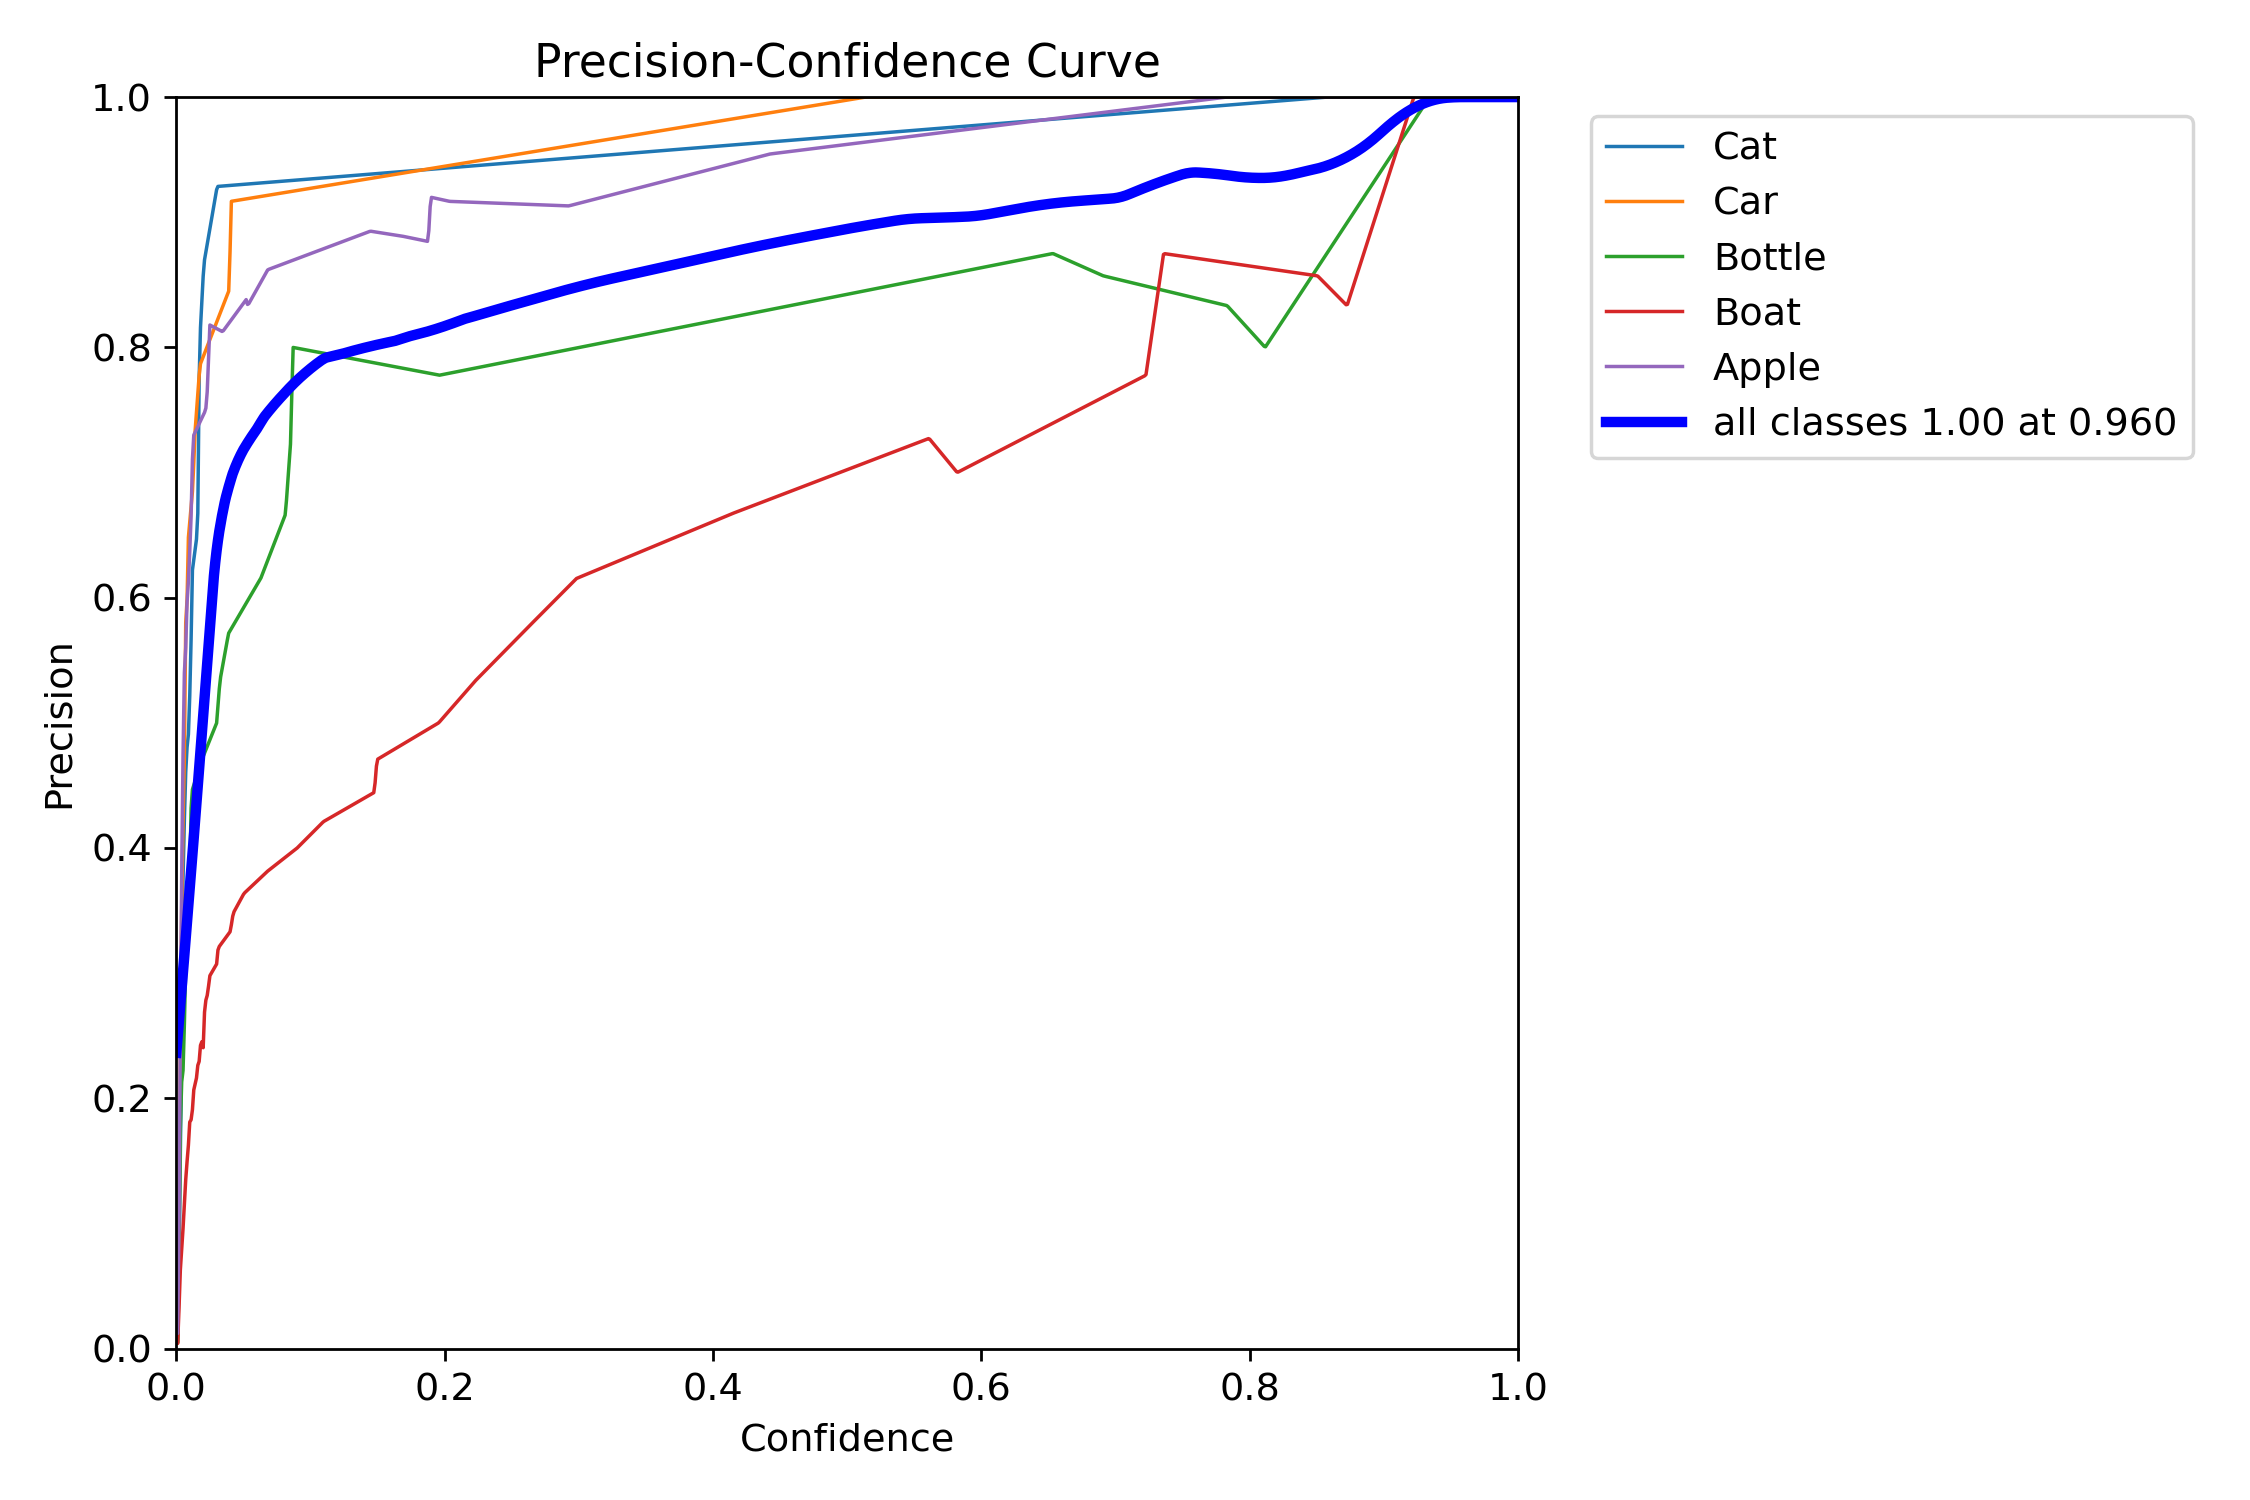 Precision-Confidence Curve
1.0
0.8
0.6
0.4
0.2
0.0
Precision
0.0 0.2 0.4 0.6 0.8 1.0
Confidence
Cat
Car
Bottle
Boat
Apple
all classes 1.00 at 0.960